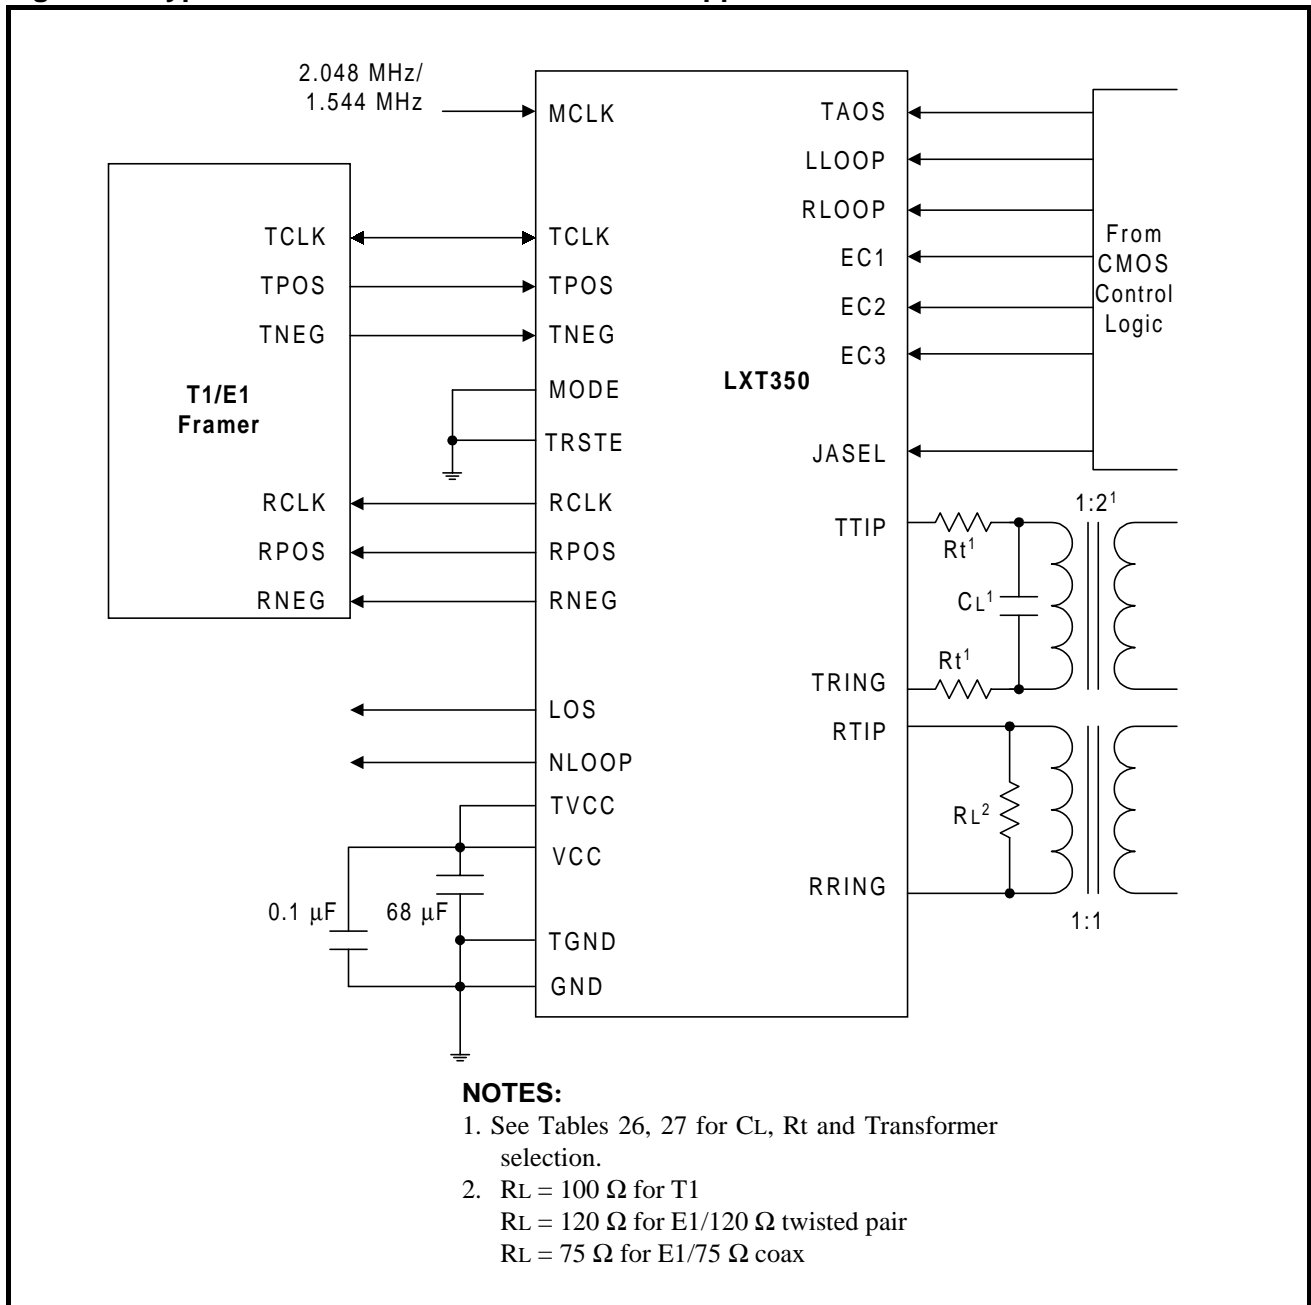 2.048 MHz/
1.544 MHz
MCLK
TCLK
TPOS
TNEG
T1/E1
Framer
RCLK
RPOS
RNEG
TCLK
TPOS
TNEG
MODE
TRSTE
RCLK
RPOS
RNEG
LOS
NLOOP
TVCC
VCC
TGND
GND
0.1 µF
68 µF
LXT350
TAOS
LLOOP
RLOOP
EC1
EC2
EC3
JASEL
TTIP
TRING
RTIP
RRING
From
CMOS
Control
Logic
1:2¹
Rt¹
CL¹
Rt¹
RL²
1:1
NOTES:
1. See Tables 26, 27 for CL, Rt and Transformer
selection.
2. RL = 100 Ω for T1
RL = 120 Ω for E1/120 Ω twisted pair
RL = 75 Ω for E1/75 Ω coax